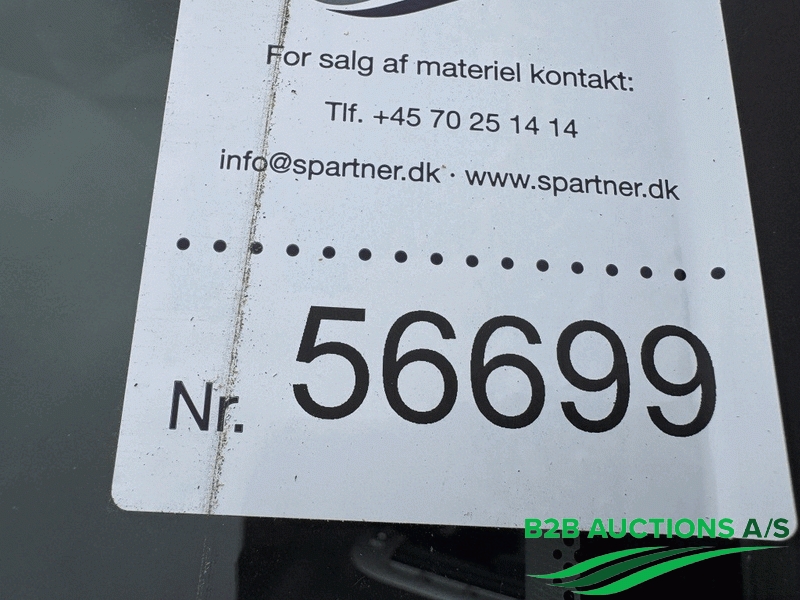 For salg af materiel kontakt:
Tlf. +45 70 25 14 14
info@spartner.dk · www.spartner.dk
Nr. 56699
B2B AUCTIONS A/S